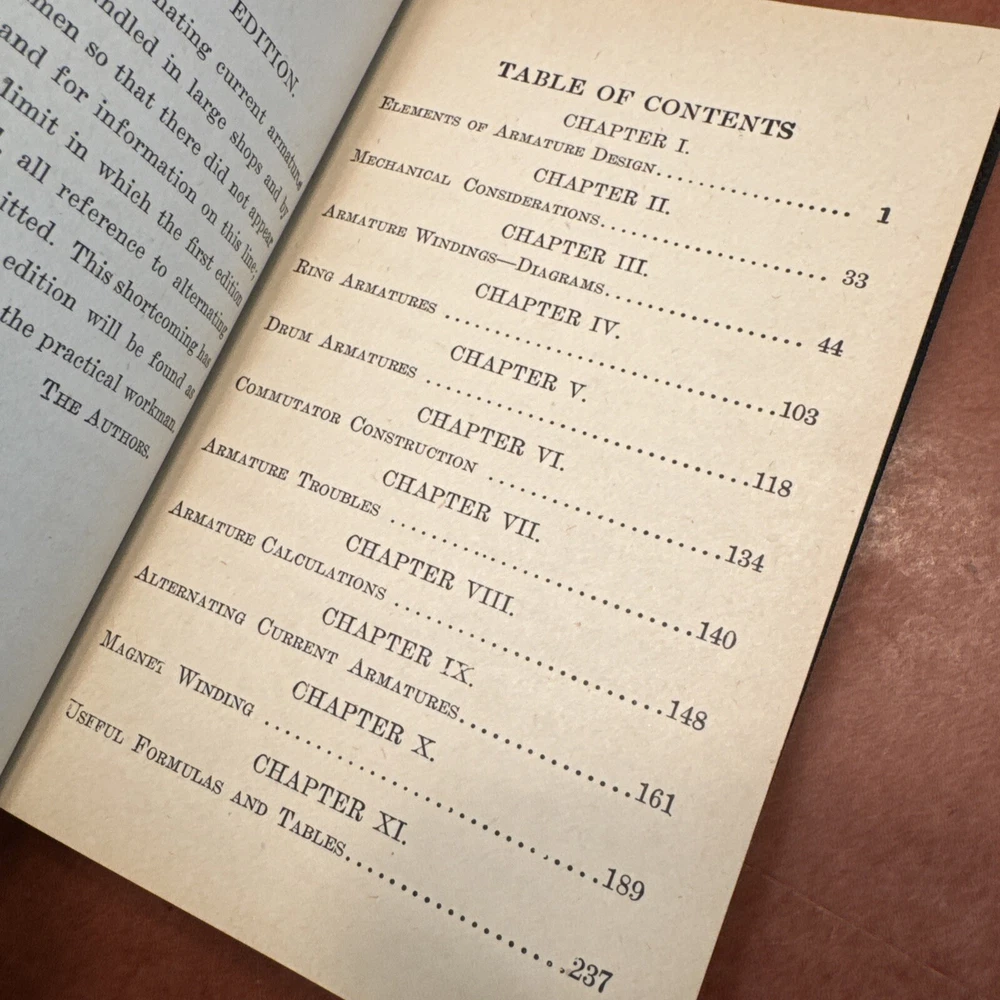 EDITION.
nating current armature
ndled in large shops and by
men so that there did not appear
and for information on this line;
limit in which the first edition
all reference to alternating
itted. This shortcoming has
edition will be found as
the practical workman.
THE AUTHORS.
TABLE OF CONTENTS
CHAPTER I.
ELEMENTS OF ARMATURE DESIGN.................... 1
CHAPTER II.
MECHANICAL CONSIDERATIONS....................... 33
CHAPTER III.
ARMATURE WINDINGS—DIAGRAMS.................... 44
CHAPTER IV.
RING ARMATURES ..................................103
CHAPTER V.
DRUM ARMATURES ..................................118
CHAPTER VI.
COMMUTATOR CONSTRUCTION ........................134
CHAPTER VII.
ARMATURE TROUBLES ..............................140
CHAPTER VIII.
ARMATURE CALCULATIONS ..........................148
CHAPTER IX.
ALTERNATING CURRENT ARMATURES..................161
CHAPTER X.
MAGNET WINDING .................................189
CHAPTER XI.
USEFUL FORMULAS AND TABLES......................237